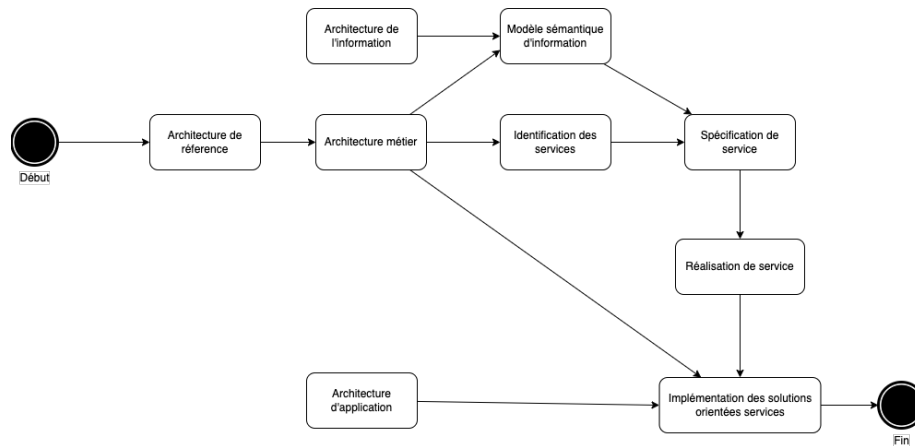 Architecture de
l'information
Modèle sémantique
d'information
Début
Architecture de
réference
Architecture métier
Identification des
services
Spécification de
service
Réalisation de service
Architecture
d'application
Implémentation des solutions
orientées services
Fin